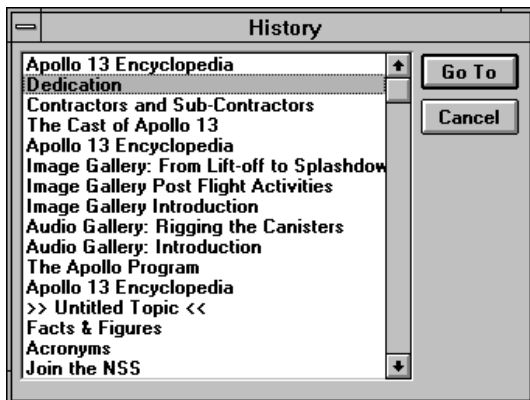 History
Apollo 13 Encyclopedia
Dedication
Contractors and Sub-Contractors
The Cast of Apollo 13
Apollo 13 Encyclopedia
Image Gallery: From Lift-off to Splashdow
Image Gallery Post Flight Activities
Image Gallery Introduction
Audio Gallery: Rigging the Canisters
Audio Gallery: Introduction
The Apollo Program
Apollo 13 Encyclopedia
>> Untitled Topic <<
Facts & Figures
Acronyms
Join the NSS
Go To
Cancel